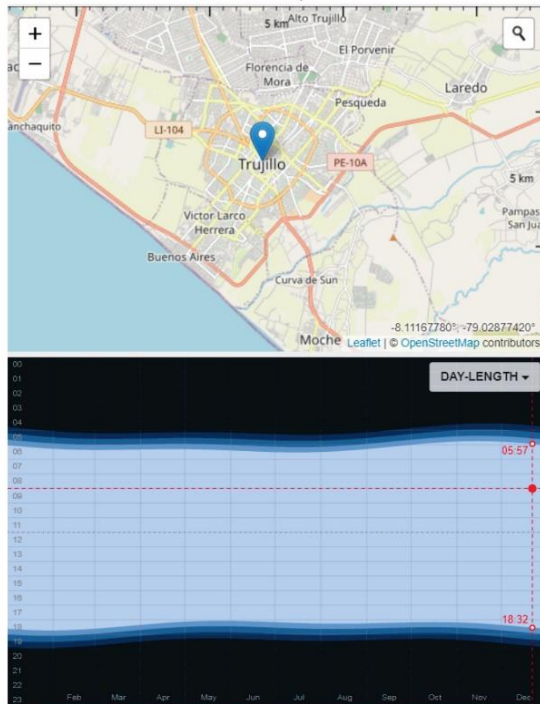 5 km
Alto Trujillo
+
−
El Porvenir
Florencia de
Mora
Laredo
Pesqueda
LI-104
Trujillo
PE-10A
5 km
Victor Larco
Herrera
Pampas
San Jua
Buenos Aires
Curva de Sun
-8.11167780°, -79.02877420°
Moche
Leaflet | © OpenStreetMap contributors
DAY-LENGTH
00
01
02
03
04
05
06
07
08
09
10
11
12
13
14
15
16
17
18
19
20
21
22
23
05:57
18:32
Feb Mar Apr May Jun Jul Aug Sep Oct Nov Dec